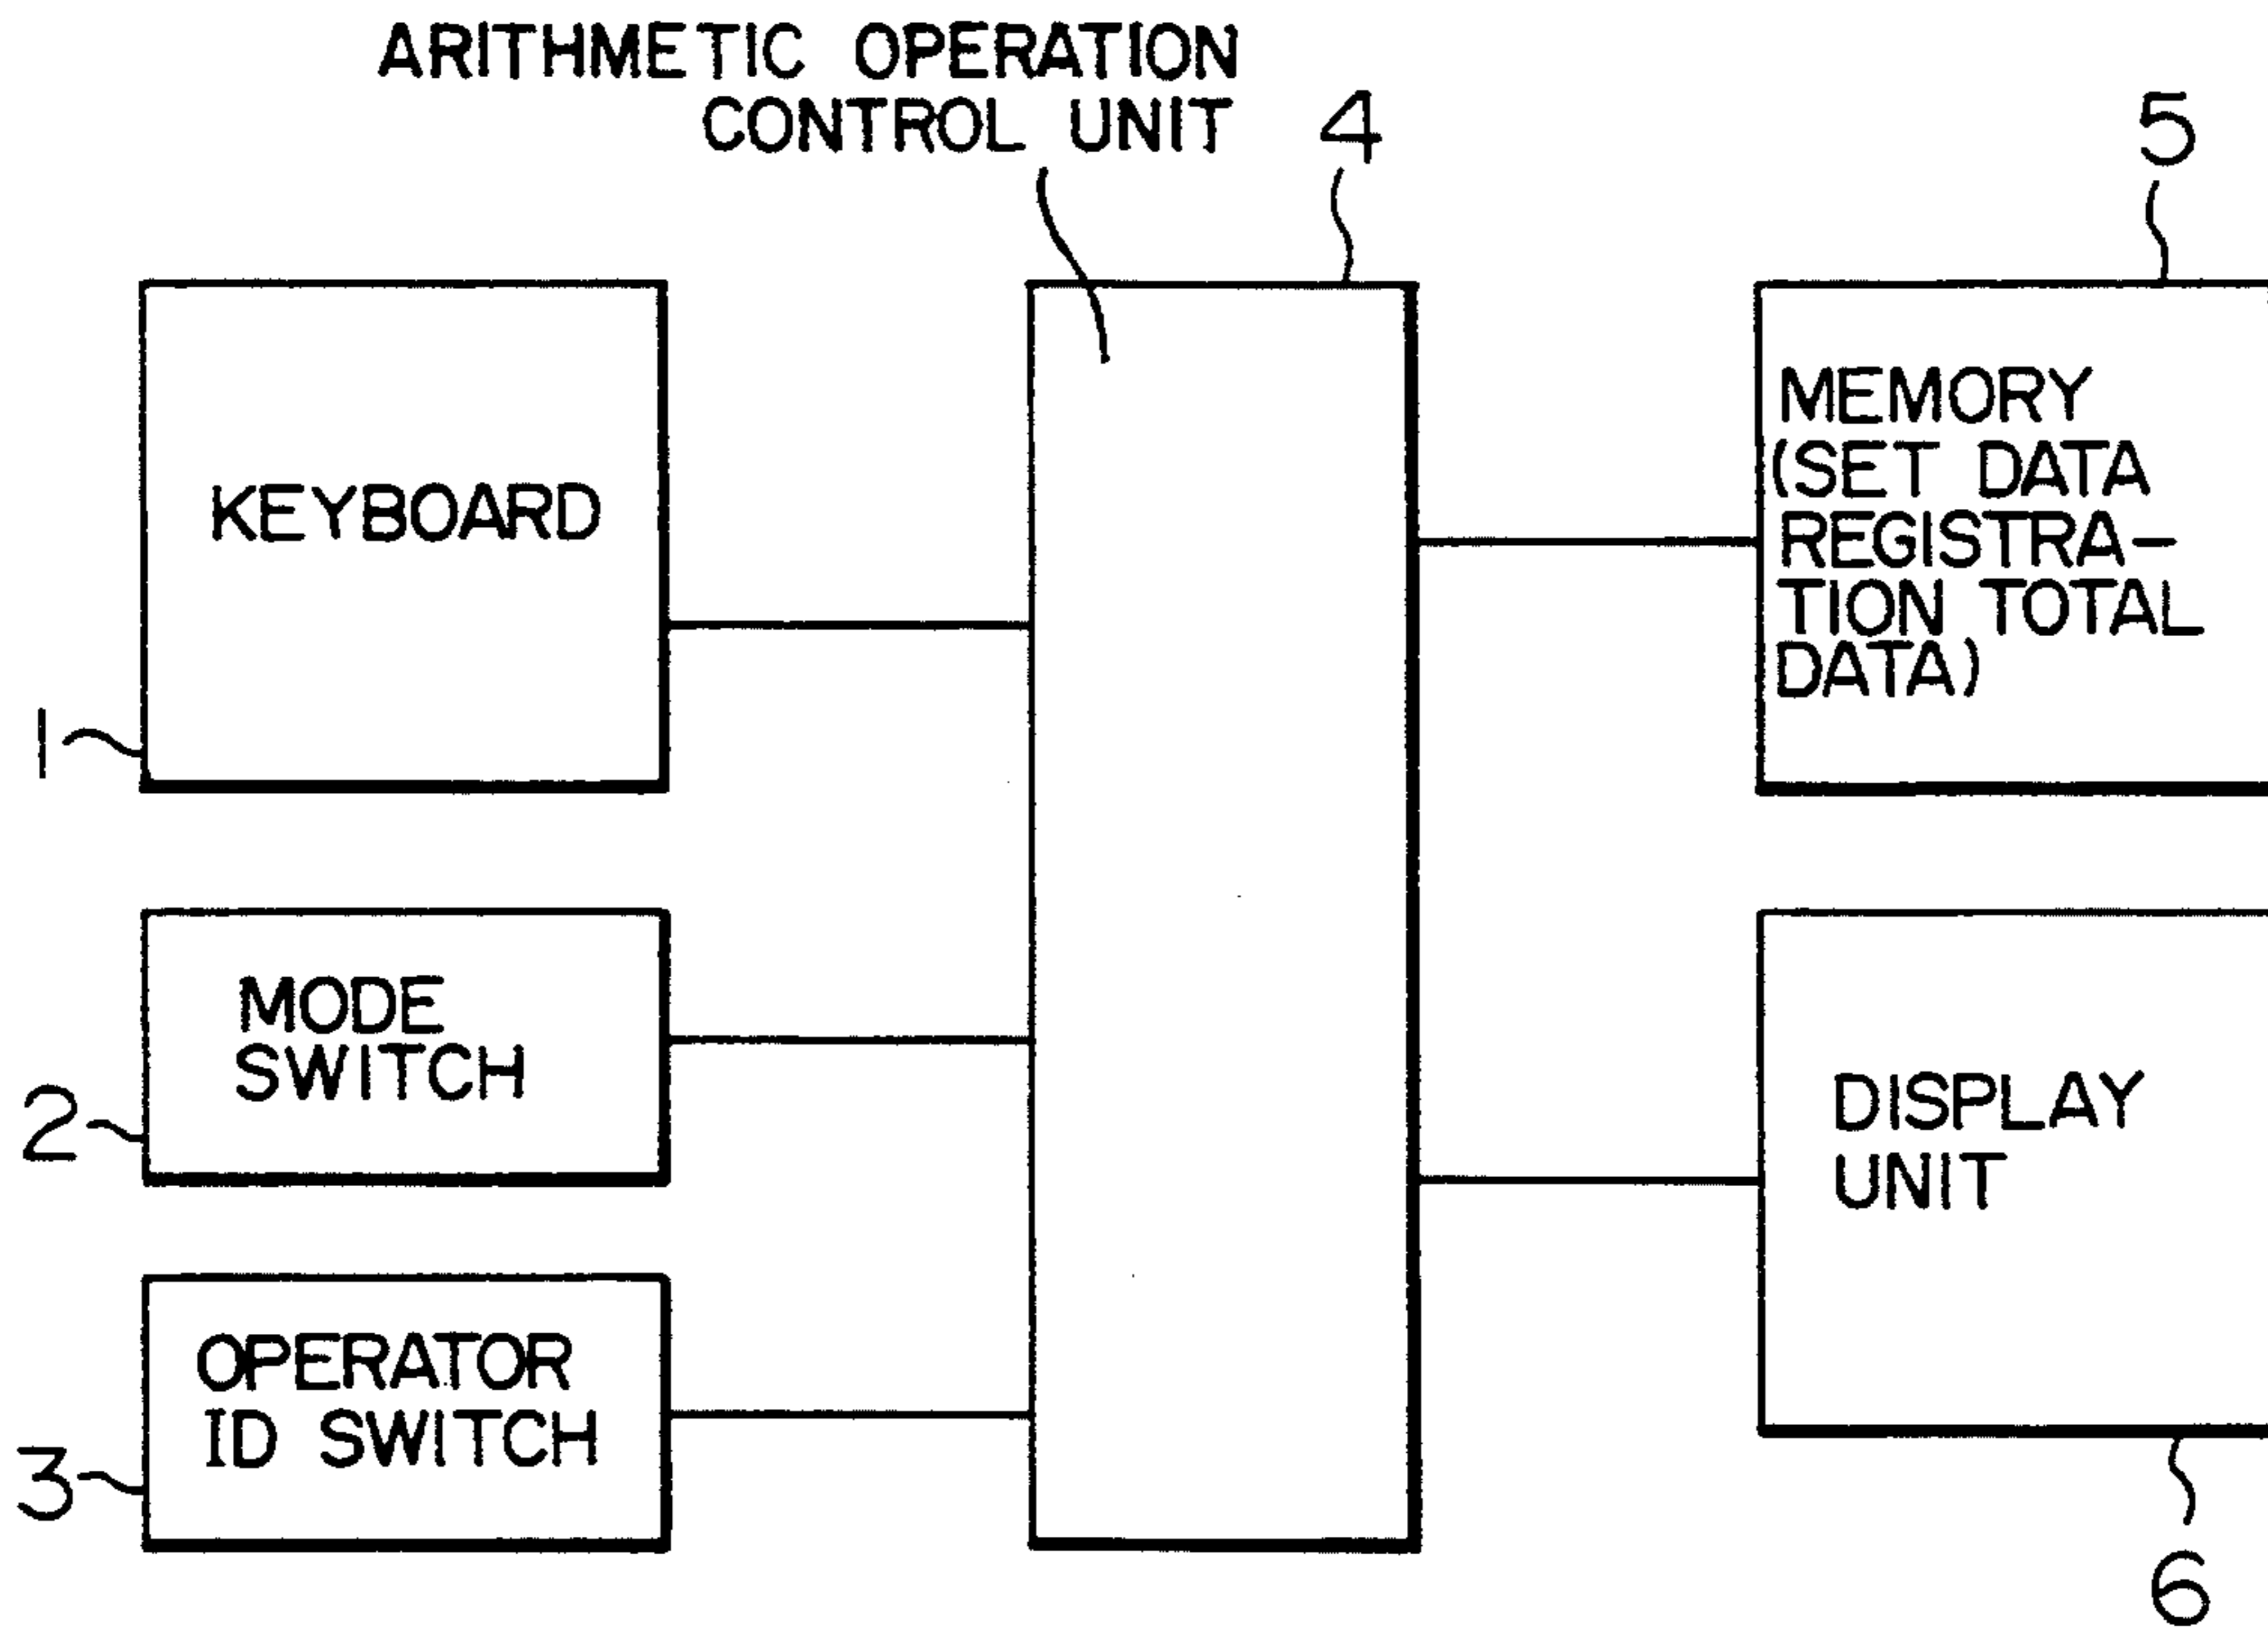 ARITHMETIC OPERATION
CONTROL UNIT
4
5
KEYBOARD
1
MEMORY
(SET DATA
REGISTRA-
TION TOTAL
DATA)
MODE
SWITCH
2
DISPLAY
UNIT
OPERATOR
ID SWITCH
3
6